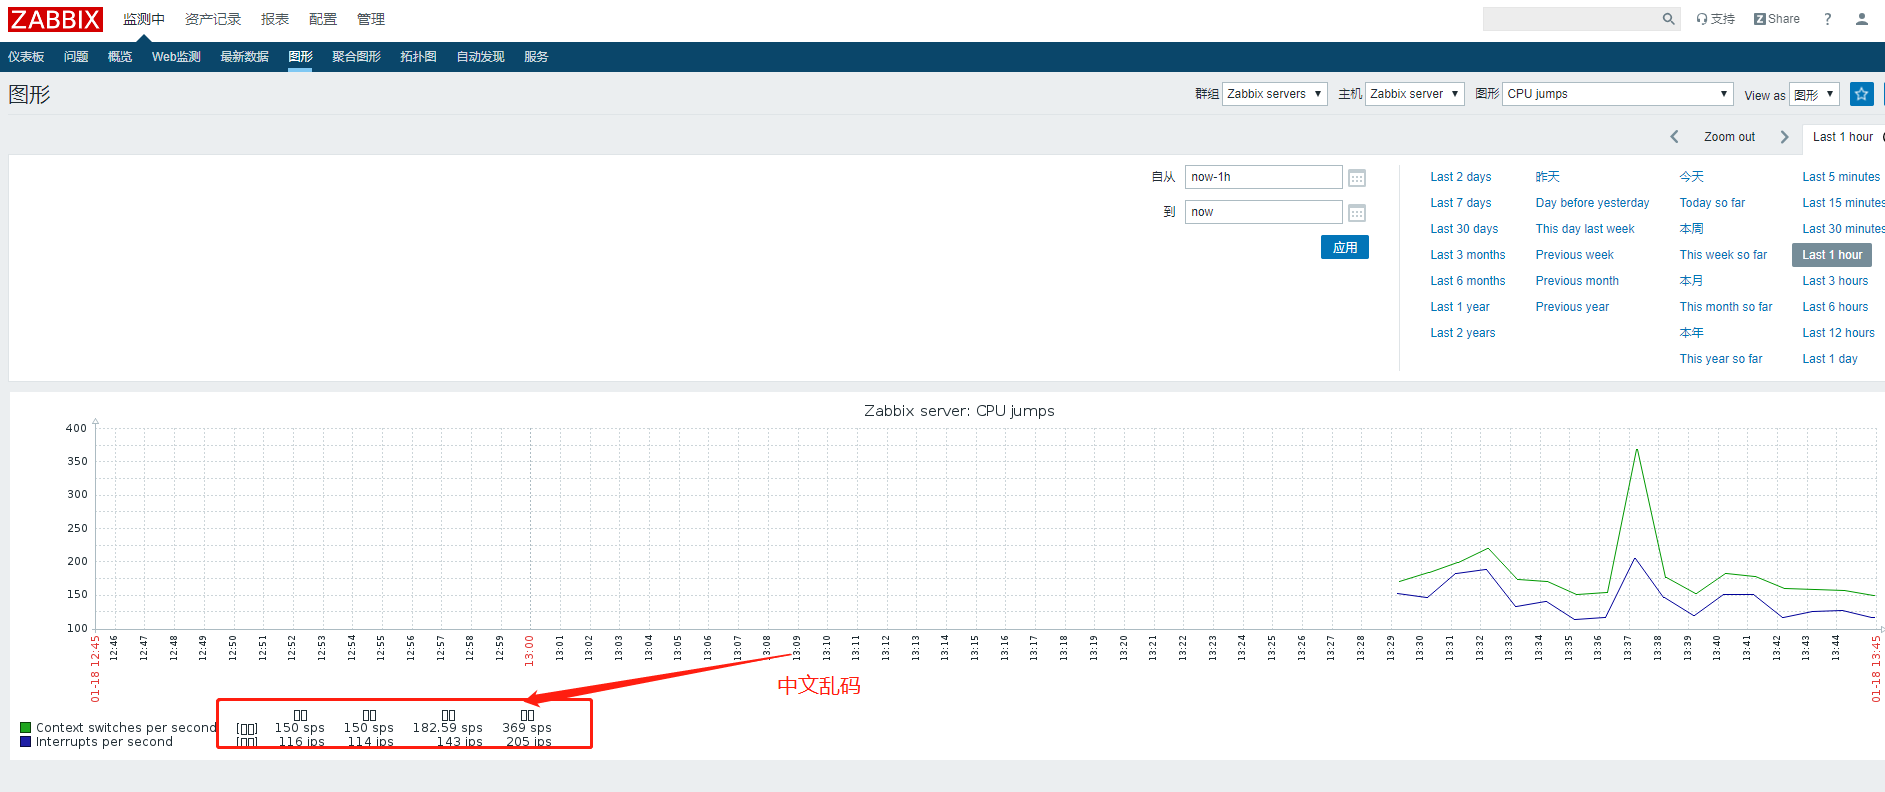 ZABBIX 监测中 资产记录 报表 配置 管理 支持 Z Share ?
仪表板 问题 概览 Web监测 最新数据 图形 聚合图形 拓扑图 自动发现 服务
图形 群组 Zabbix servers 主机 Zabbix server 图形 CPU jumps View as 图形
Zoom out Last 1 hour
自从 now-1h
到 now
应用
Last 2 days 昨天 今天 Last 5 minutes
Last 7 days Day before yesterday Today so far Last 15 minutes
Last 30 days This day last week 本周 Last 30 minutes
Last 3 months Previous week This week so far Last 1 hour
Last 6 months Previous month 本月 Last 3 hours
Last 1 year Previous year This month so far Last 6 hours
Last 2 years 本年 Last 12 hours
This year so far Last 1 day
Zabbix server: CPU jumps
400
350
300
250
200
150
100
01-18 12:45 12:46 12:47 12:48 12:49 12:50 12:51 12:52 12:53 12:54 12:55 12:56 12:57 12:58 12:59 13:00 13:01 13:02 13:03 13:04 13:05 13:06 13:07 13:08 13:09 13:10 13:11 13:12 13:13 13:14 13:15 13:16 13:17 13:18 13:19 13:20 13:21 13:22 13:23 13:24 13:25 13:26 13:27 13:28 13:29 13:30 13:31 13:32 13:33 13:34 13:35 13:36 13:37 13:38 13:39 13:40 13:41 13:42 13:43 13:44 01-18 13:45
中文乱码
□□ □□ □□ □□
Context switches per second [□□] 150 sps 150 sps 182.59 sps 369 sps
Interrupts per second [□□] 116 ips 114 ips 143 ips 205 ips